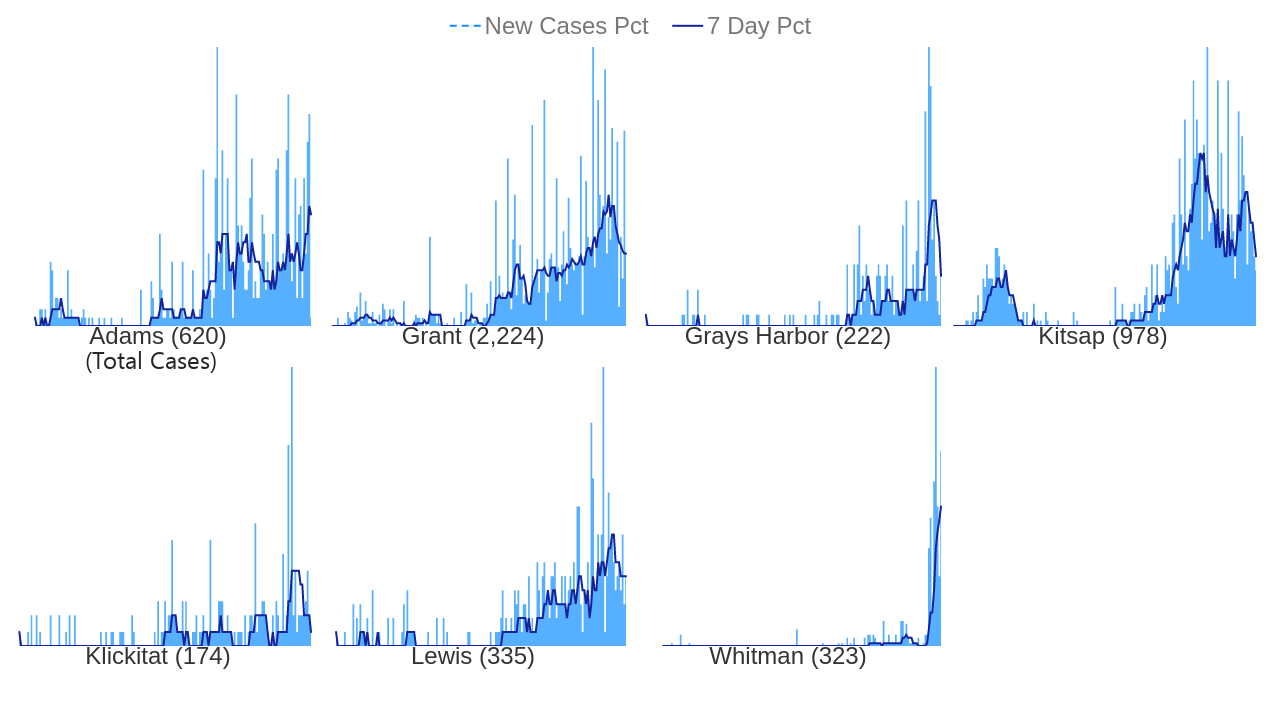 New Cases Pct 7 Day Pct
Adams (620)
(Total Cases)
Grant (2,224)
Grays Harbor (222)
Kitsap (978)
Klickitat (174)
Lewis (335)
Whitman (323)